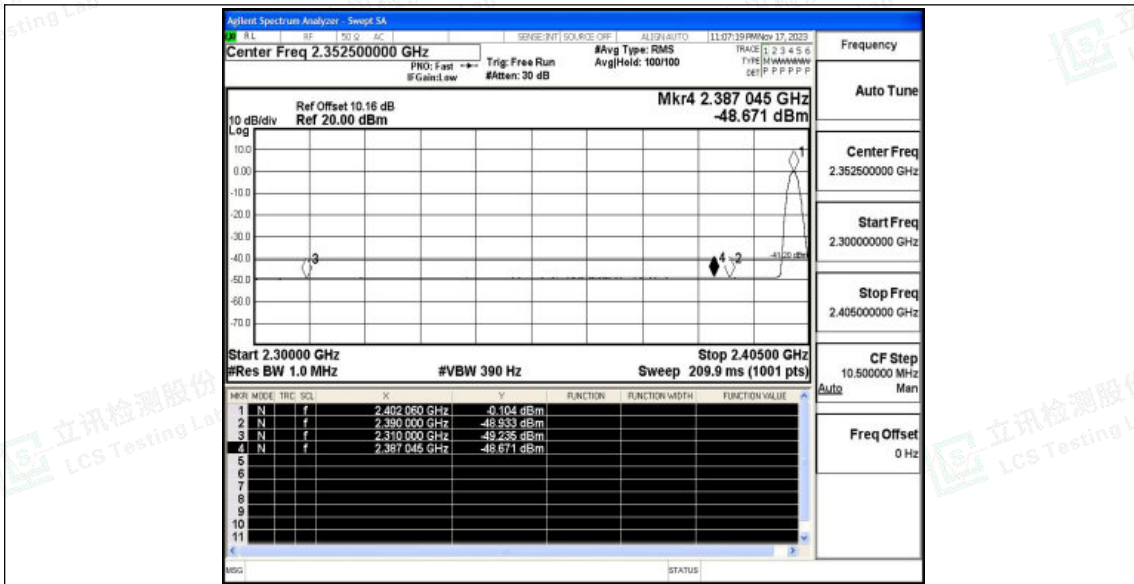 Agilent Spectrum Analyzer - Swept SA
RL RF 50 Ω AC SENSE:INT SOURCE OFF ALIGN AUTO 11:07:19 PM Nov 17, 2023
Center Freq 2.352500000 GHz
PNO: Fast
IFGain:Low
Trig: Free Run
#Atten: 30 dB
#Avg Type: RMS
Avg|Hold: 100/100
TRACE 1 2 3 4 5 6
TYPE M WWWWW
DET P P P P P P
Ref Offset 10.16 dB
Ref 20.00 dBm
10 dB/div
Log
Mkr4 2.387 045 GHz
-48.671 dBm
10.0
0.00
-10.0
-20.0
-30.0
-40.0
-50.0
-60.0
-70.0
1
3
4
2
-41.20 dBm
Start 2.30000 GHz
Stop 2.40500 GHz
#Res BW 1.0 MHz
#VBW 390 Hz
Sweep 209.9 ms (1001 pts)
MKR MODE TRC SCL X Y FUNCTION FUNCTION WIDTH FUNCTION VALUE
1 N f 2.402 060 GHz -0.104 dBm
2 N f 2.390 000 GHz -48.933 dBm
3 N f 2.310 000 GHz -49.235 dBm
4 N f 2.387 045 GHz -48.671 dBm
5
6
7
8
9
10
11
MSG
STATUS
Frequency
Auto Tune
Center Freq
2.352500000 GHz
Start Freq
2.300000000 GHz
Stop Freq
2.405000000 GHz
CF Step
10.500000 MHz
Auto Man
Freq Offset
0 Hz
立讯检测股份
LCS Testing Lab